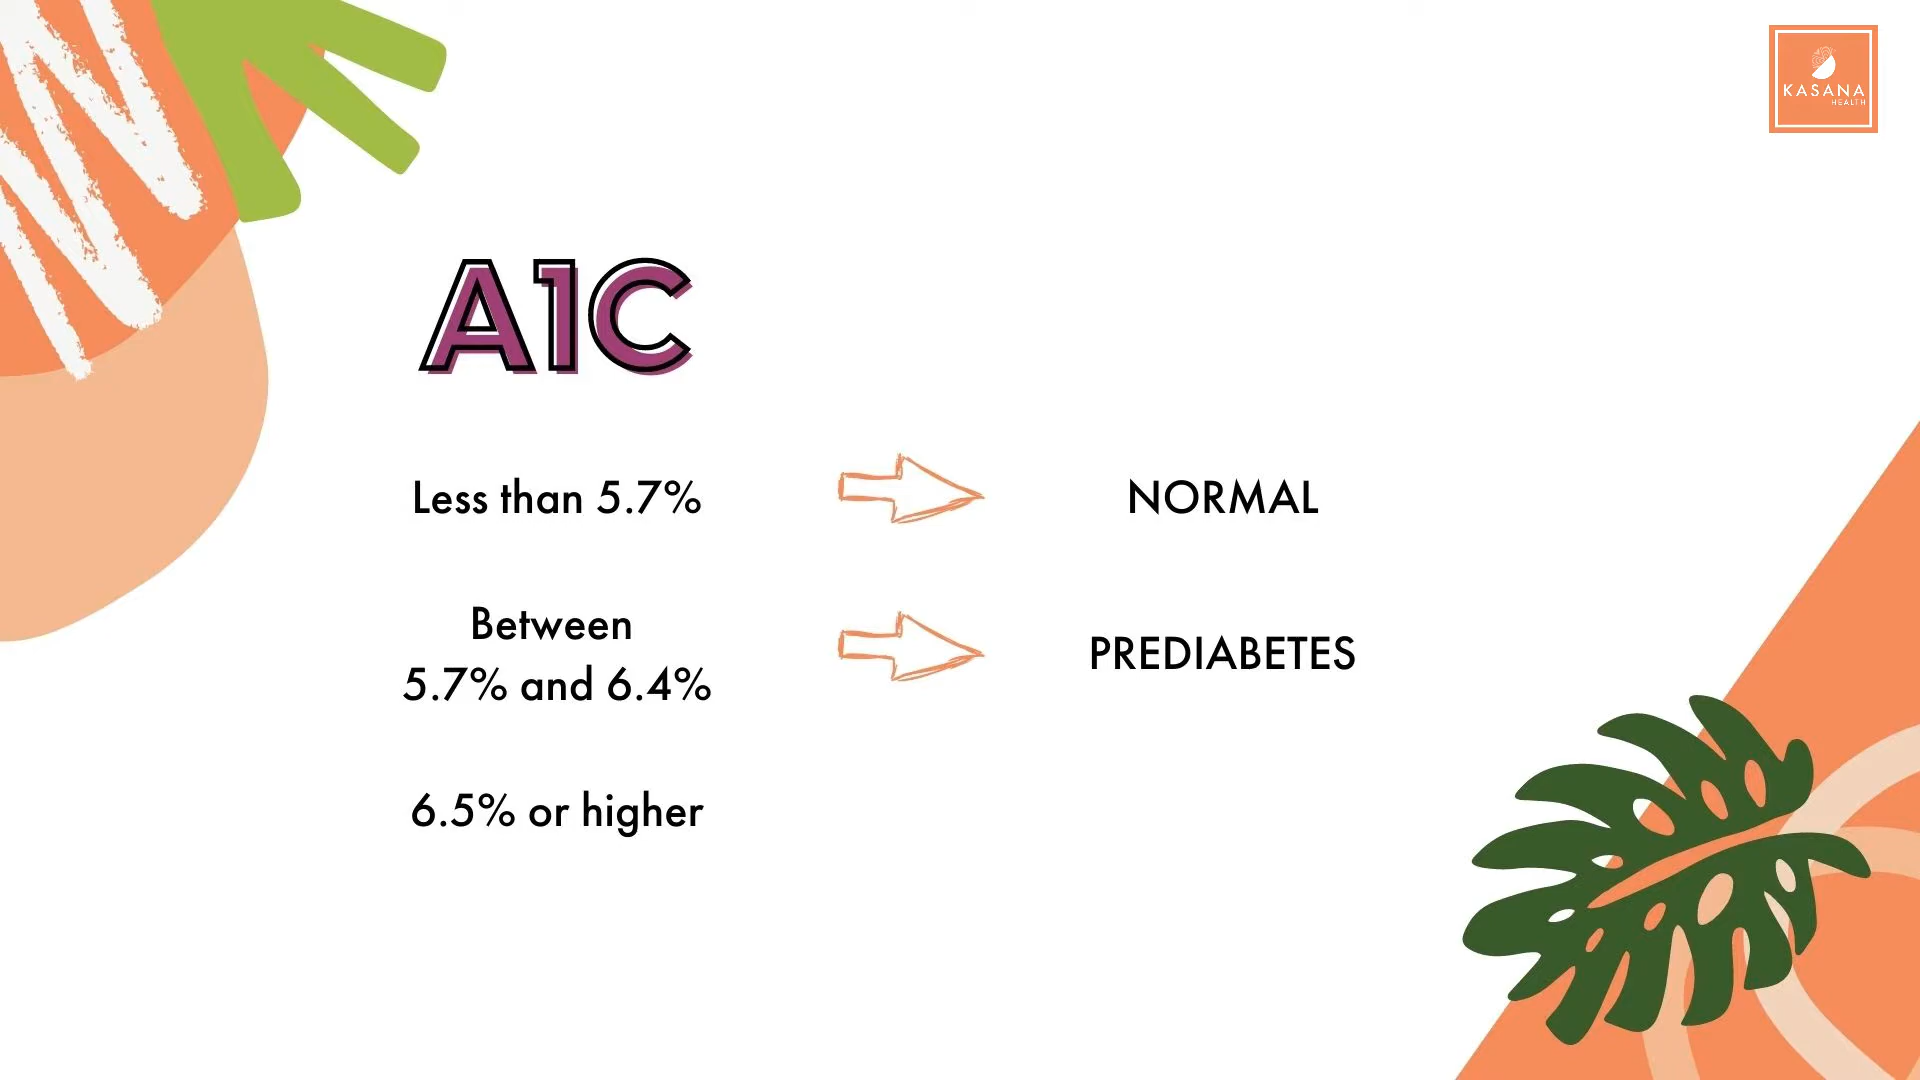 KASANA
HEALTH
A1C
Less than 5.7%
NORMAL
Between
5.7% and 6.4%
PREDIABETES
6.5% or higher